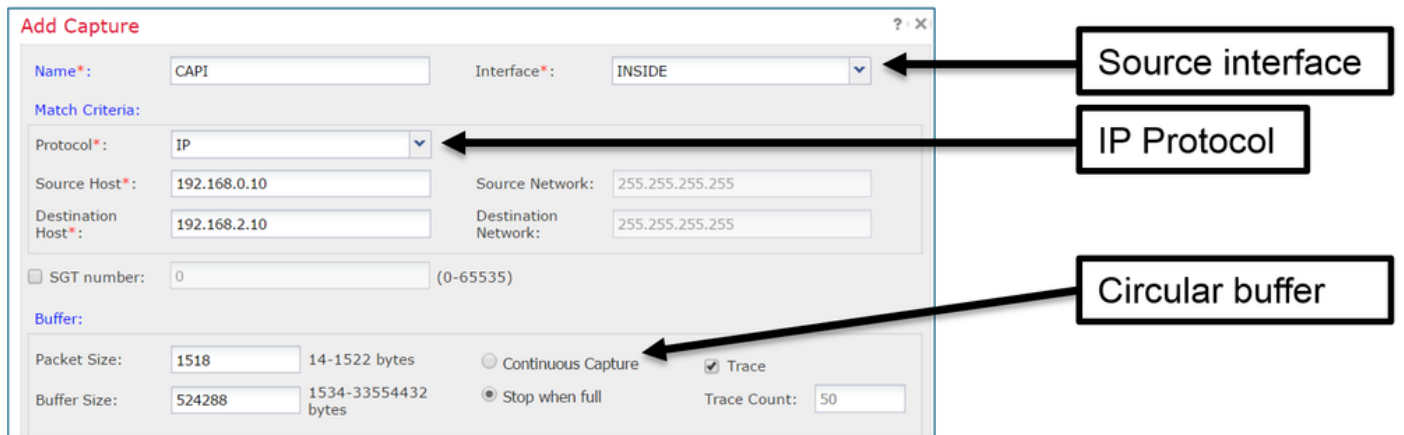 Add Capture ? X
Name*: CAPI Interface*: INSIDE Source interface
Match Criteria:
Protocol*: IP IP Protocol
Source Host*: 192.168.0.10 Source Network: 255.255.255.255
Destination Host*: 192.168.2.10 Destination Network: 255.255.255.255
SGT number: 0 (0-65535)
Circular buffer
Buffer:
Packet Size: 1518 14-1522 bytes Continuous Capture Trace
Buffer Size: 524288 1534-33554432 bytes Stop when full Trace Count: 50